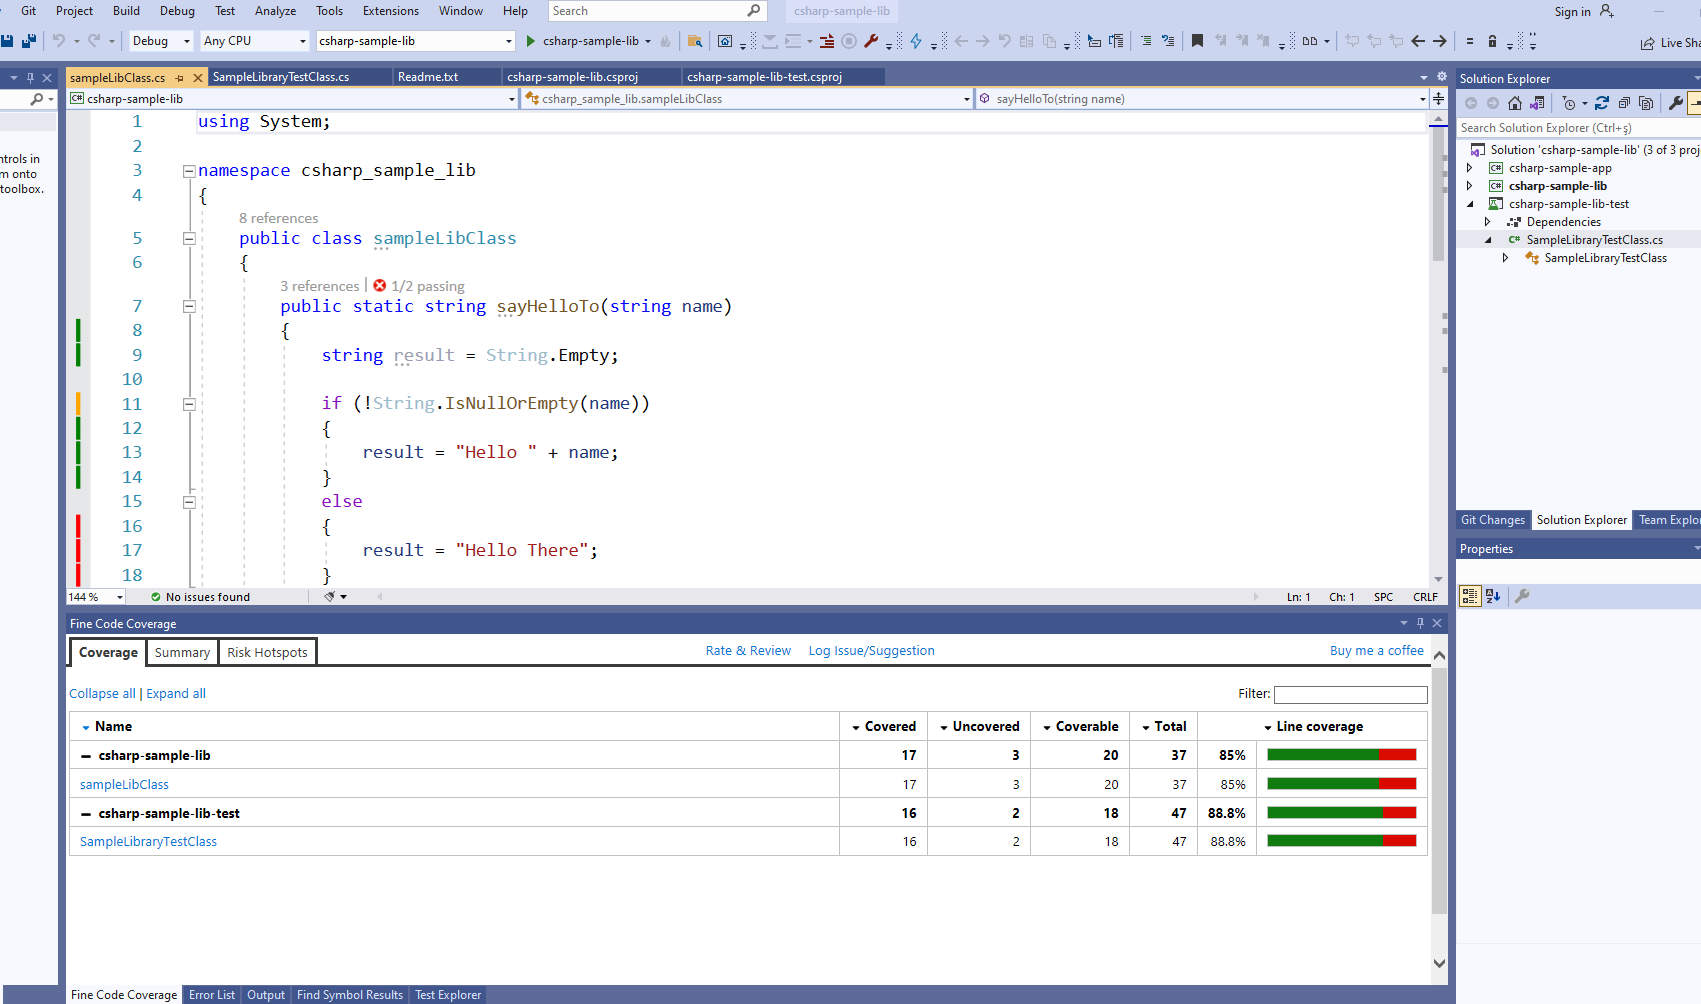 Git Project Build Debug Test Analyze Tools Extensions Window Help Search csharp-sample-lib Sign in
Debug Any CPU csharp-sample-lib csharp-sample-lib Live Sha
sampleLibClass.cs SampleLibraryTestClass.cs Readme.txt csharp-sample-lib.csproj csharp-sample-lib-test.csproj
csharp-sample-lib csharp_sample_lib.sampleLibClass sayHelloTo(string name)
ntrols in
m onto
toolbox.
1 using System;
2
3 namespace csharp_sample_lib
4 {
8 references
5 public class sampleLibClass
6 {
3 references | 1/2 passing
7 public static string sayHelloTo(string name)
8 {
9 string result = String.Empty;
10
11 if (!String.IsNullOrEmpty(name))
12 {
13 result = "Hello " + name;
14 }
15 else
16 {
17 result = "Hello There";
18 }
144 % No issues found Ln: 1 Ch: 1 SPC CRLF
Solution Explorer
Search Solution Explorer (Ctrl+ş)
Solution 'csharp-sample-lib' (3 of 3 proj
csharp-sample-app
csharp-sample-lib
csharp-sample-lib-test
Dependencies
SampleLibraryTestClass.cs
SampleLibraryTestClass
Git Changes Solution Explorer Team Explo
Properties
Fine Code Coverage
Coverage Summary Risk Hotspots Rate & Review Log Issue/Suggestion Buy me a coffee
Collapse all | Expand all Filter:
Name Covered Uncovered Coverable Total Line coverage
csharp-sample-lib 17 3 20 37 85%
sampleLibClass 17 3 20 37 85%
csharp-sample-lib-test 16 2 18 47 88.8%
SampleLibraryTestClass 16 2 18 47 88.8%
Fine Code Coverage Error List Output Find Symbol Results Test Explorer